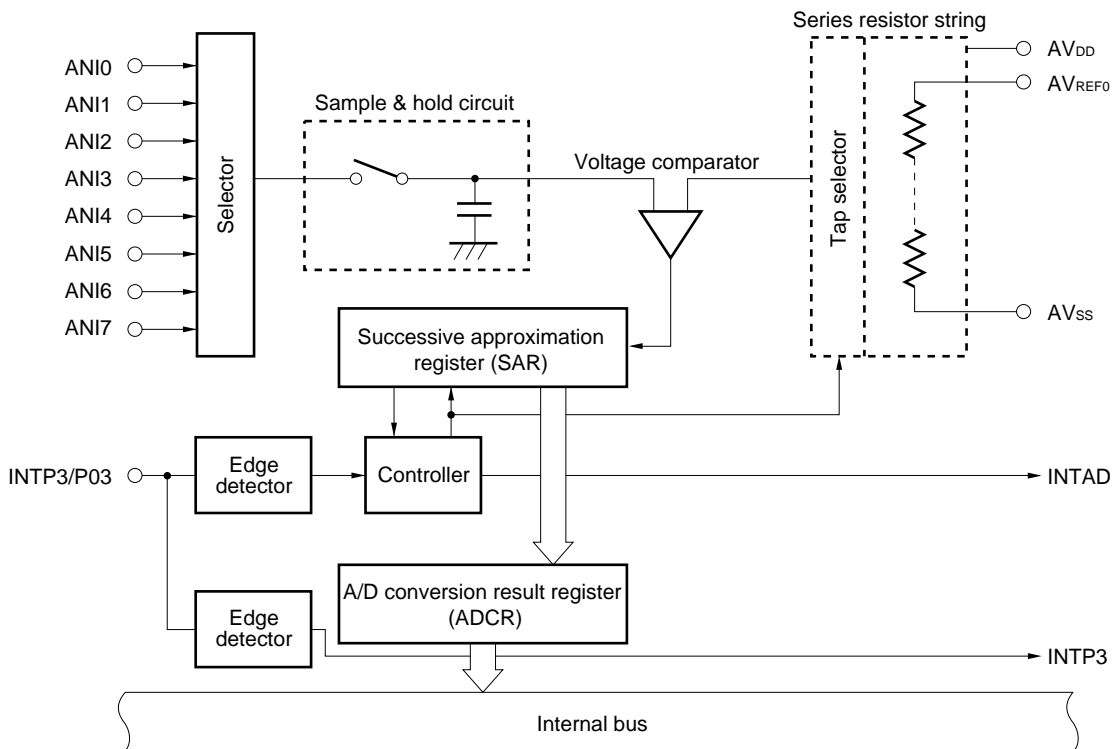 Series resistor string
ANI0
ANI1
ANI2
ANI3
ANI4
ANI5
ANI6
ANI7
Selector
Sample & hold circuit
Voltage comparator
Tap selector
AVDD
AVREF0
AVSS
Successive approximation
register (SAR)
INTP3/P03
Edge
detector
Controller
INTAD
A/D conversion result register
(ADCR)
Edge
detector
INTP3
Internal bus